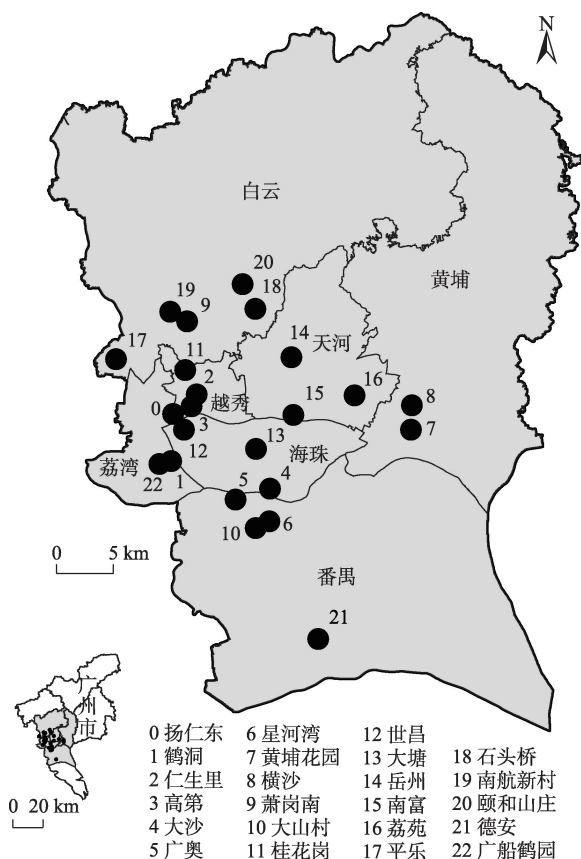 N
白云
黄埔
20
19
18
9
17
14
天河
11
2
16
8
0
越秀
15
3
7
13
海珠
12
荔湾
22
1
5
4
10
6
0 5 km
番禺
21
广州市
0 20 km
0 扬仁东 6 星河湾 12 世昌
1 鹤洞 7 黄埔花园 13 大塘 18 石头桥
2 仁生里 8 横沙 14 岳州 19 南航新村
3 高第 9 萧岗南 15 南富 20 颐和山庄
4 大沙 10 大山村 16 荔苑 21 德安
5 广奥 11 桂花岗 17 平乐 22 广船鹤园